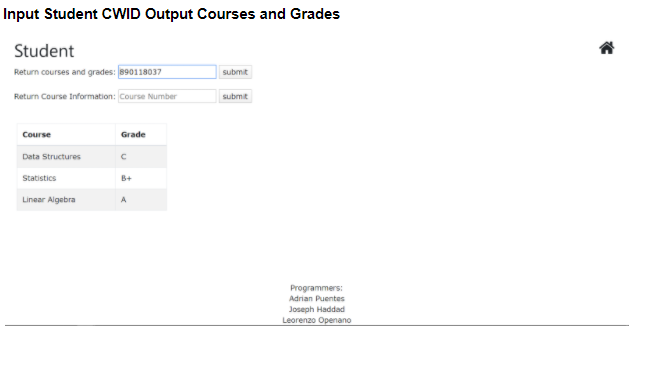 Input Student CWID Output Courses and Grades
Student
Return courses and grades: 890118037 submit
Return Course Information: Course Number submit
Course Grade
Data Structures C
Statistics B+
Linear Algebra A
Programmers:
Adrian Puentes
Joseph Haddad
Leorenzo Openano